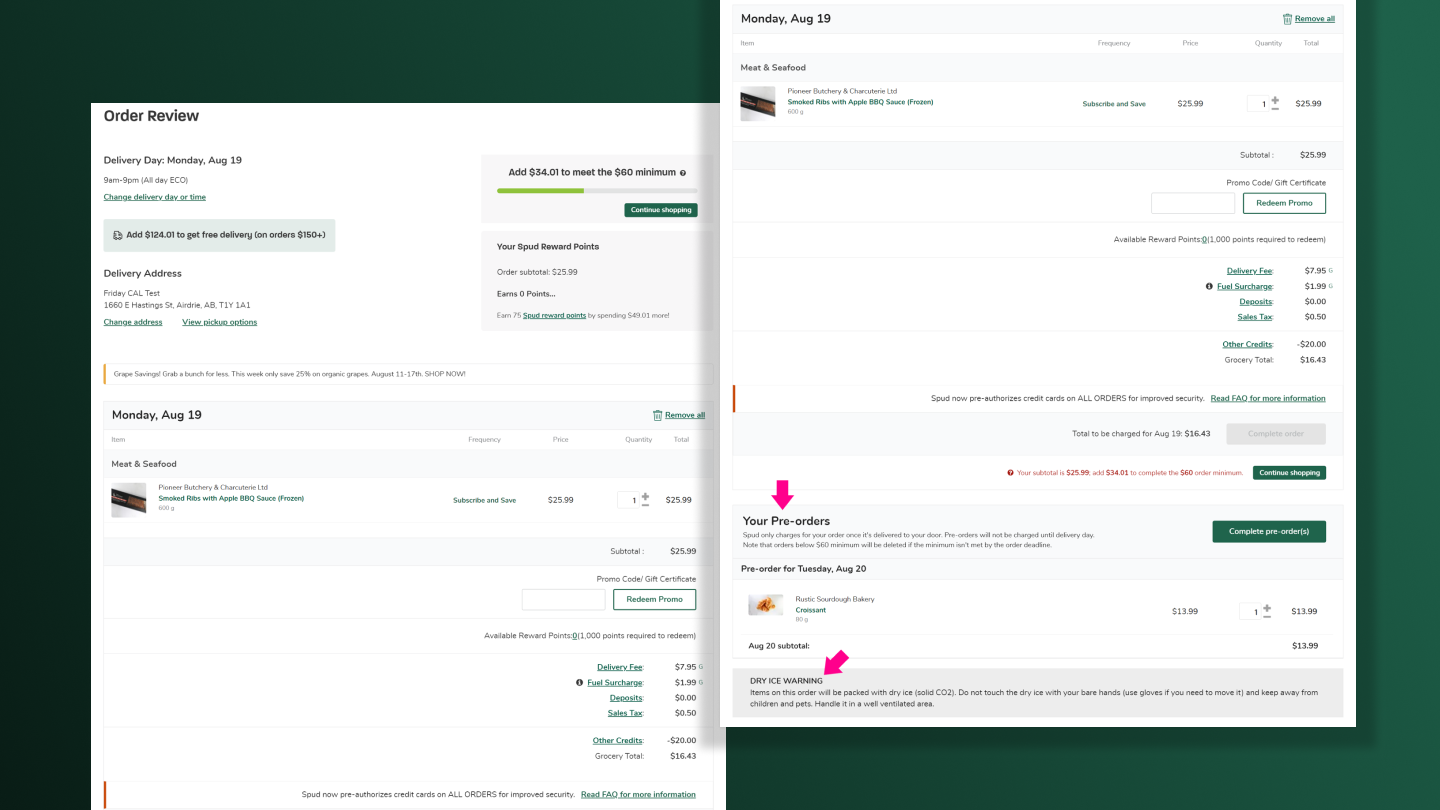 Order Review
Delivery Day: Monday, Aug 19
9am-9pm (All day ECO)
Change delivery day or time
Add $124.01 to get free delivery (on orders $150+)
Delivery Address
Friday CAL Test
1660 E Hastings St, Airdrie, AB, T1Y 1A1
Change address View pickup options
Add $34.01 to meet the $60 minimum
Continue shopping
Your Spud Reward Points
Order subtotal: $25.99
Earns 0 Points...
Earn 75 Spud reward points by spending $49.01 more!
Grape Savings! Grab a bunch for less. This week only save 25% on organic grapes. August 11-17th. SHOP NOW!
Monday, Aug 19 Remove all
Item Frequency Price Quantity Total
Meat & Seafood
Pioneer Butchery & Charcuterie Ltd
Smoked Ribs with Apple BBQ Sauce (Frozen) Subscribe and Save $25.99 1 $25.99
600 g
Subtotal : $25.99
Promo Code/ Gift Certificate
Redeem Promo
Available Reward Points:0(1,000 points required to redeem)
Delivery Fee: $7.95 G
Fuel Surcharge: $1.99 G
Deposits: $0.00
Sales Tax: $0.50
Other Credits: -$20.00
Grocery Total: $16.43
Spud now pre-authorizes credit cards on ALL ORDERS for improved security. Read FAQ for more information
Monday, Aug 19 Remove all
Item Frequency Price Quantity Total
Meat & Seafood
Pioneer Butchery & Charcuterie Ltd
Smoked Ribs with Apple BBQ Sauce (Frozen) Subscribe and Save $25.99 1 $25.99
600 g
Subtotal : $25.99
Promo Code/ Gift Certificate
Redeem Promo
Available Reward Points:0(1,000 points required to redeem)
Delivery Fee: $7.95 G
Fuel Surcharge: $1.99 G
Deposits: $0.00
Sales Tax: $0.50
Other Credits: -$20.00
Grocery Total: $16.43
Spud now pre-authorizes credit cards on ALL ORDERS for improved security. Read FAQ for more information
Total to be charged for Aug 19: $16.43 Complete order
Your subtotal is $25.99; add $34.01 to complete the $60 order minimum. Continue shopping
Your Pre-orders
Spud only charges for your order once it's delivered to your door. Pre-orders will not be charged until delivery day.
Note that orders below $60 minimum will be deleted if the minimum isn't met by the order deadline.
Complete pre-order(s)
Pre-order for Tuesday, Aug 20
Rustic Sourdough Bakery
Croissant $13.99 1 $13.99
80 g
Aug 20 subtotal: $13.99
DRY ICE WARNING
Items on this order will be packed with dry ice (solid CO2). Do not touch the dry ice with your bare hands (use gloves if you need to move it) and keep away from
children and pets. Handle it in a well ventilated area.